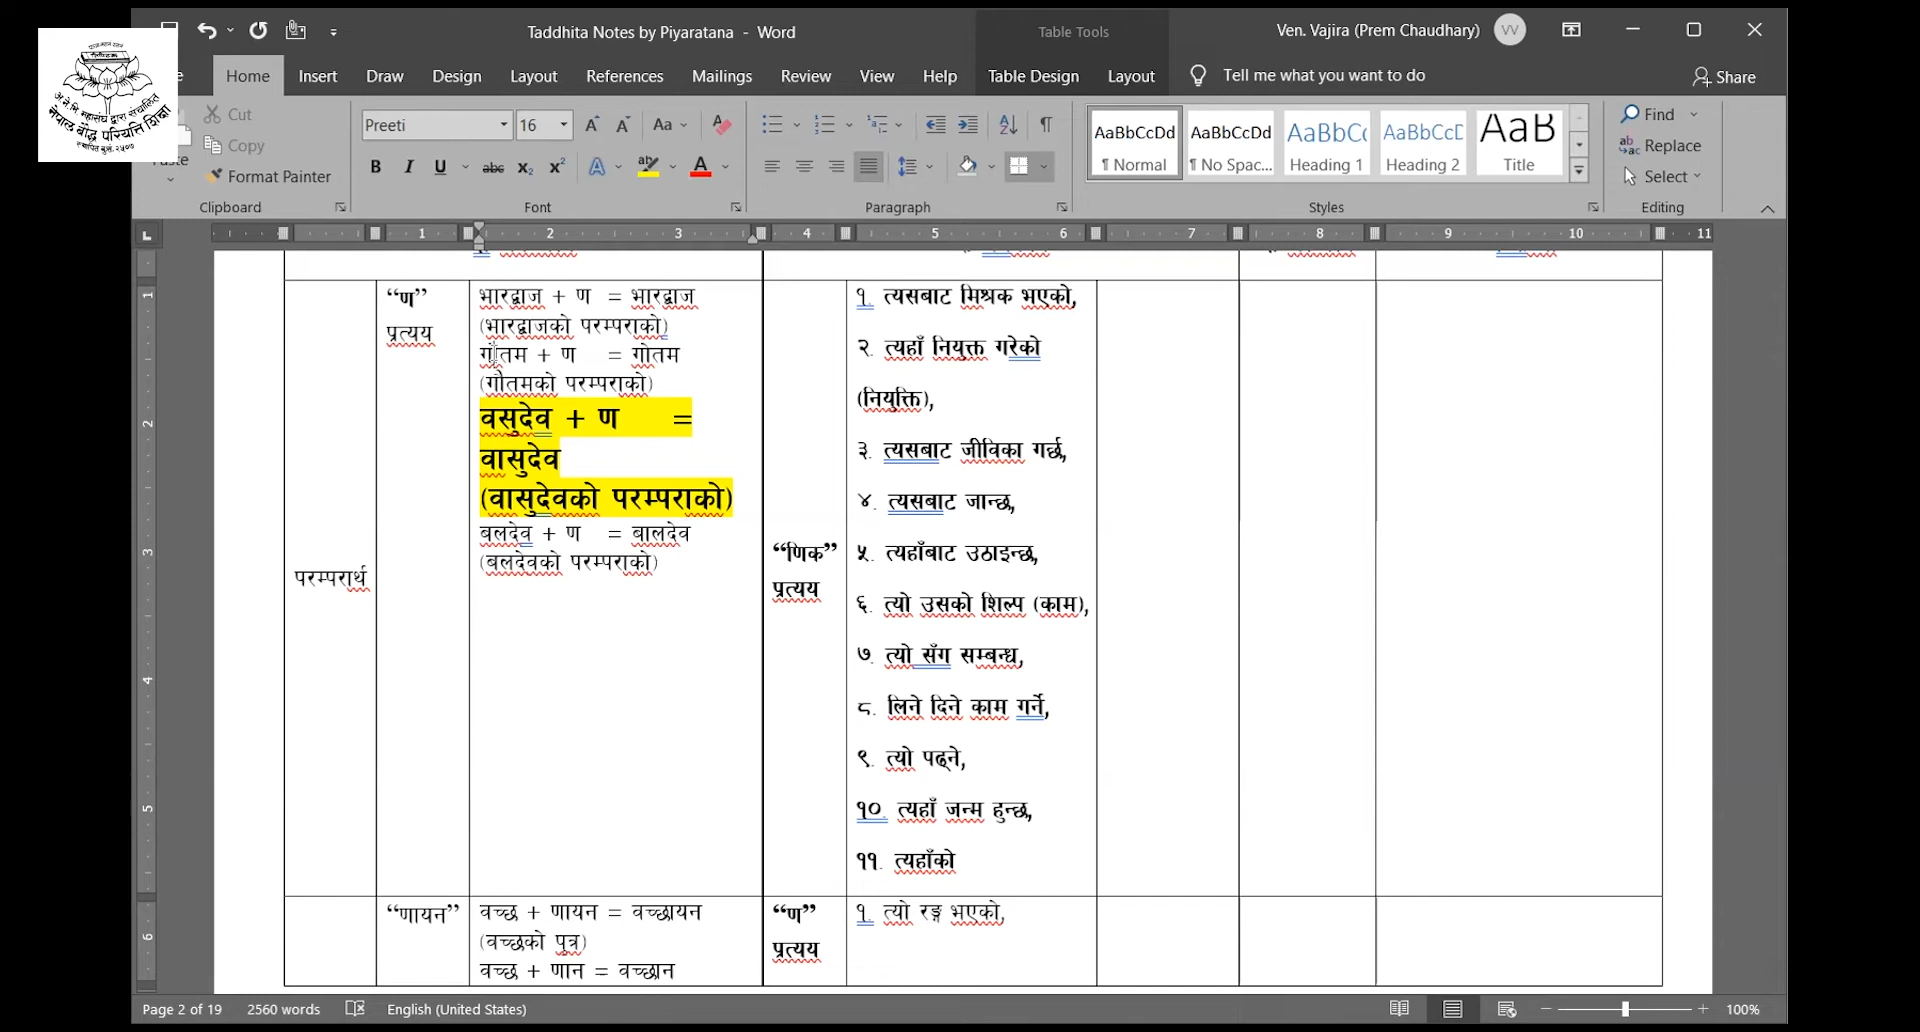 Taddhita Notes by Piyaratana - Word
Table Tools
Ven. Vajira (Prem Chaudhary)
VV
Home
Insert
Draw
Design
Layout
References
Mailings
Review
View
Help
Table Design
Layout
Tell me what you want to do
Share
Cut
Copy
Format Painter
Clipboard
Preeti
16
Font
Paragraph
AaBbCcDd
¶ Normal
AaBbCcDd
¶ No Spac...
Heading 1
Heading 2
AaB
Title
Styles
Find
Replace
Select
Editing
नेपाल बौद्ध परियत्ति शिक्षा
परम्परार्थ
“ण”
प्रत्यय
भारद्वाज + ण = भारद्वाज
(भारद्वाजको परम्पराको)
गोतम + ण = गोतम
(गौतमको परम्पराको)
वसुदेव + ण =
वासुदेव
(वासुदेवको परम्पराको)
बलदेव + ण = बालदेव
(बलदेवको परम्पराको)
“णिक”
प्रत्यय
१. त्यसबाट मिश्रक भएको,
२. त्यहाँ नियुक्त गरेको
(नियुक्ति),
३. त्यसबाट जीविका गर्छ,
४. त्यसबाट जान्छ,
५. त्यहाँबाट उठाइन्छ,
६. त्यो उसको शिल्प (काम),
७. त्यो सँग सम्बन्ध,
८. लिने दिने काम गर्ने,
९. त्यो पढ्ने,
१०. त्यहाँ जन्म हुन्छ,
११. त्यहाँको
“णायन”
वच्छ + णायन = वच्छायन
(वच्छको पुत्र)
वच्छ + णान = वच्छान
“ण”
प्रत्यय
१. त्यो रङ्ग भएको,
Page 2 of 19
2560 words
English (United States)
100%